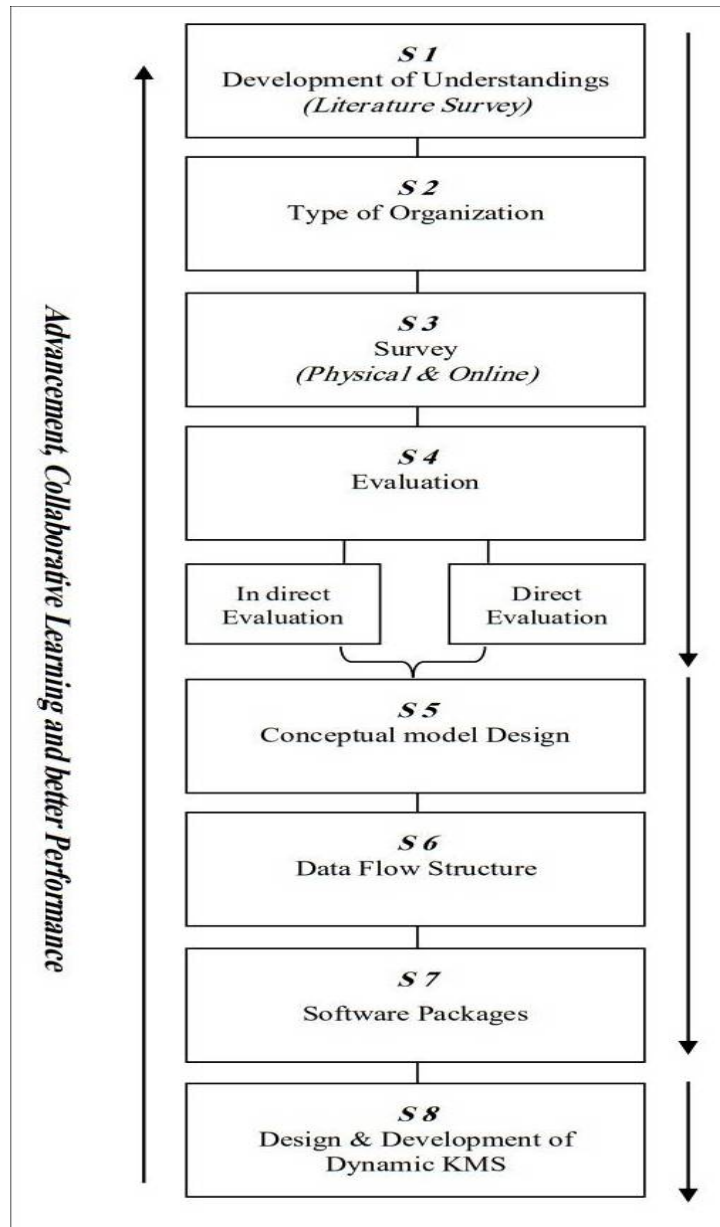 S 1
Development of Understandings
(Literature Survey)
S 2
Type of Organization
S 3
Survey
(Physical & Online)
S 4
Evaluation
In direct
Evaluation
Direct
Evaluation
S 5
Conceptual model Design
S 6
Data Flow Structure
S 7
Software Packages
S 8
Design & Development of
Dynamic KMS
Advancement, Collaborative Learning and better Performance